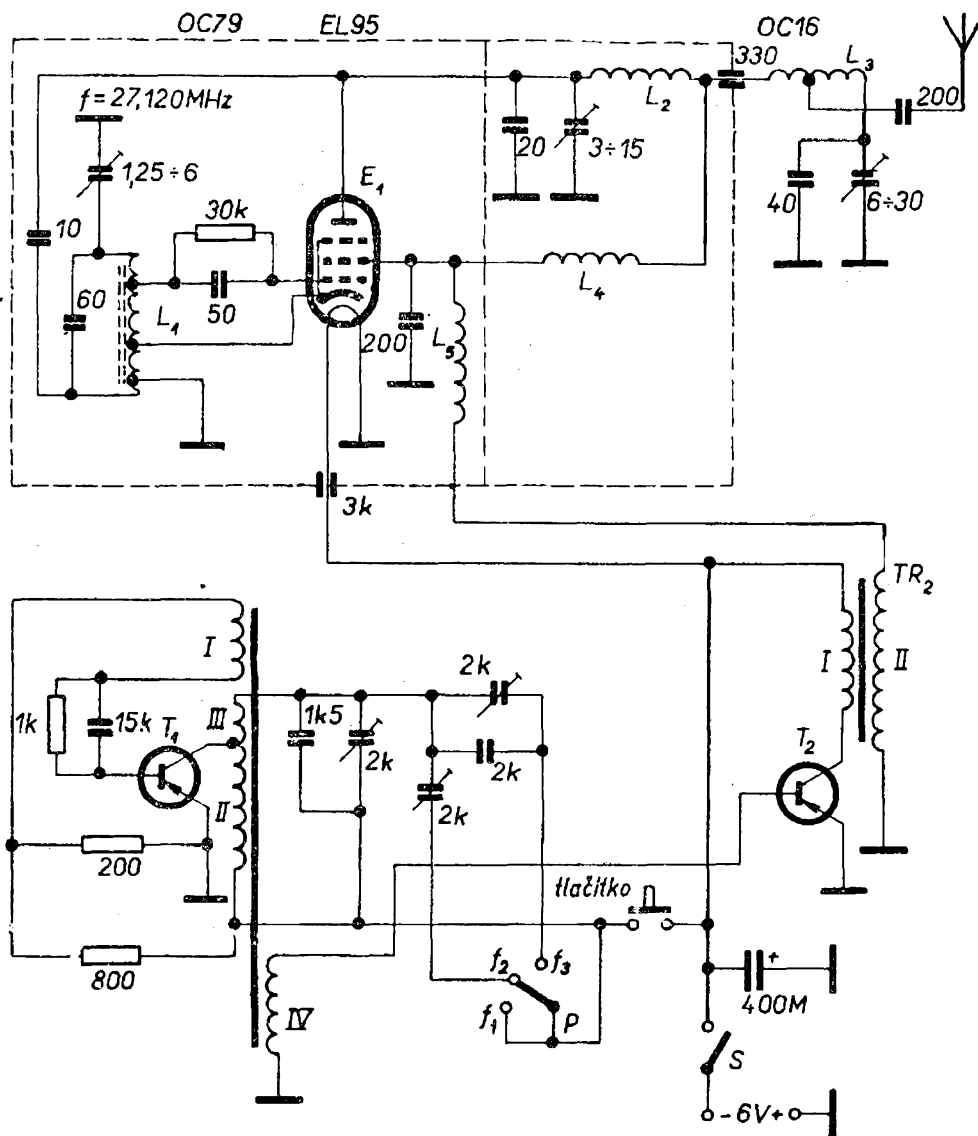 OC79 EL95 OC16
f=27,120MHz
1,25÷6
10
60
L1
30k
50
E1
200
L5
20
3÷15
L2
L4
330
L3
200
40
6÷30
3k
TR2
I
II
T2
I
1k
15k
T1
III
II
200
800
IV
1k5
2k
2k
2k
2k
tlačítko
f3
f2
f1
P
+
400M
S
-6V+